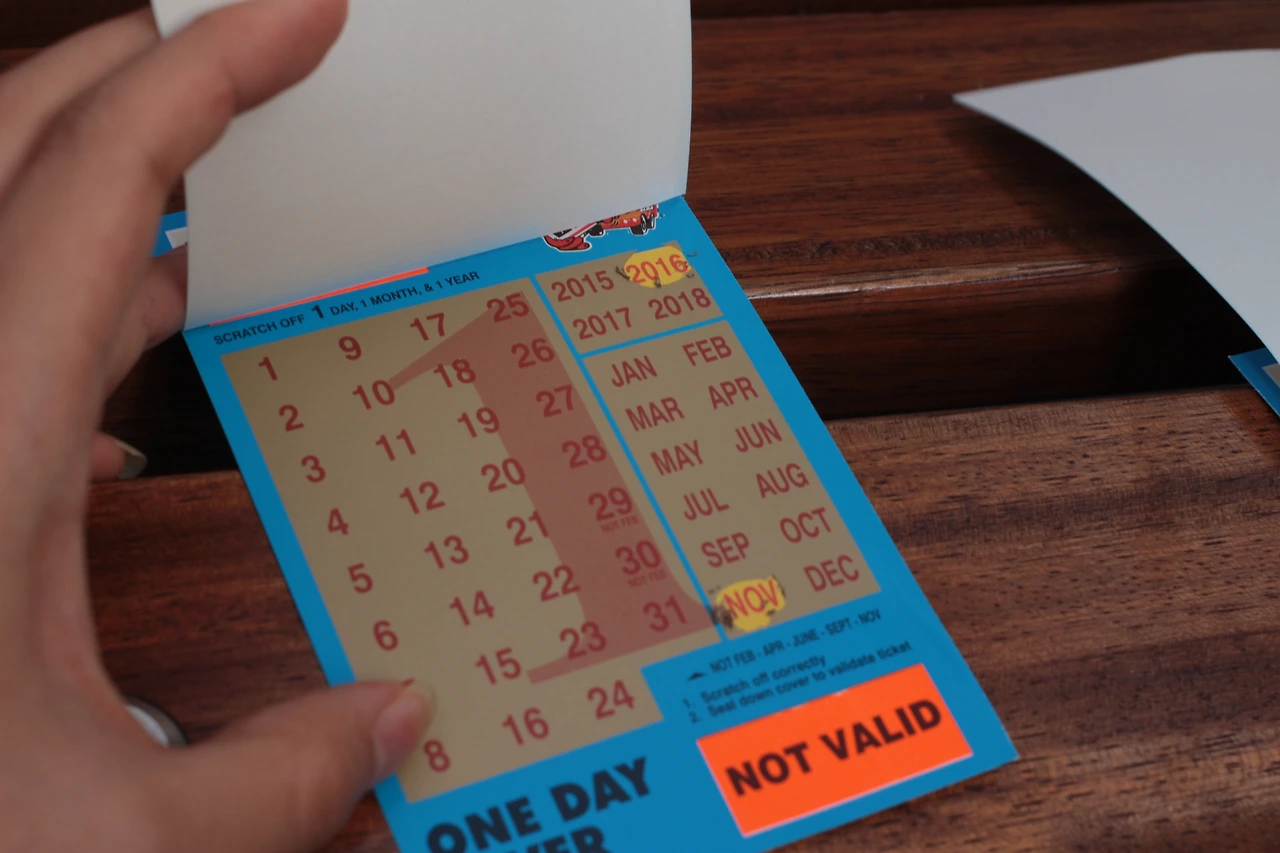 SCRATCH OFF 1 DAY, 1 MONTH, & 1 YEAR
1 9 17 25
2 10 18 26
3 11 19 27
4 12 20 28
5 13 21 29
NOT FEB
6 14 22 30
NOT FEB
15 23 31
8 16 24
2015 2016
2017 2018
JAN FEB
MAR APR
MAY JUN
JUL AUG
SEP OCT
NOV DEC
NOT FEB - APR - JUNE - SEPT - NOV
1. Scratch off correctly
2. Seal down cover to validate ticket
NOT VALID
ONE DAY